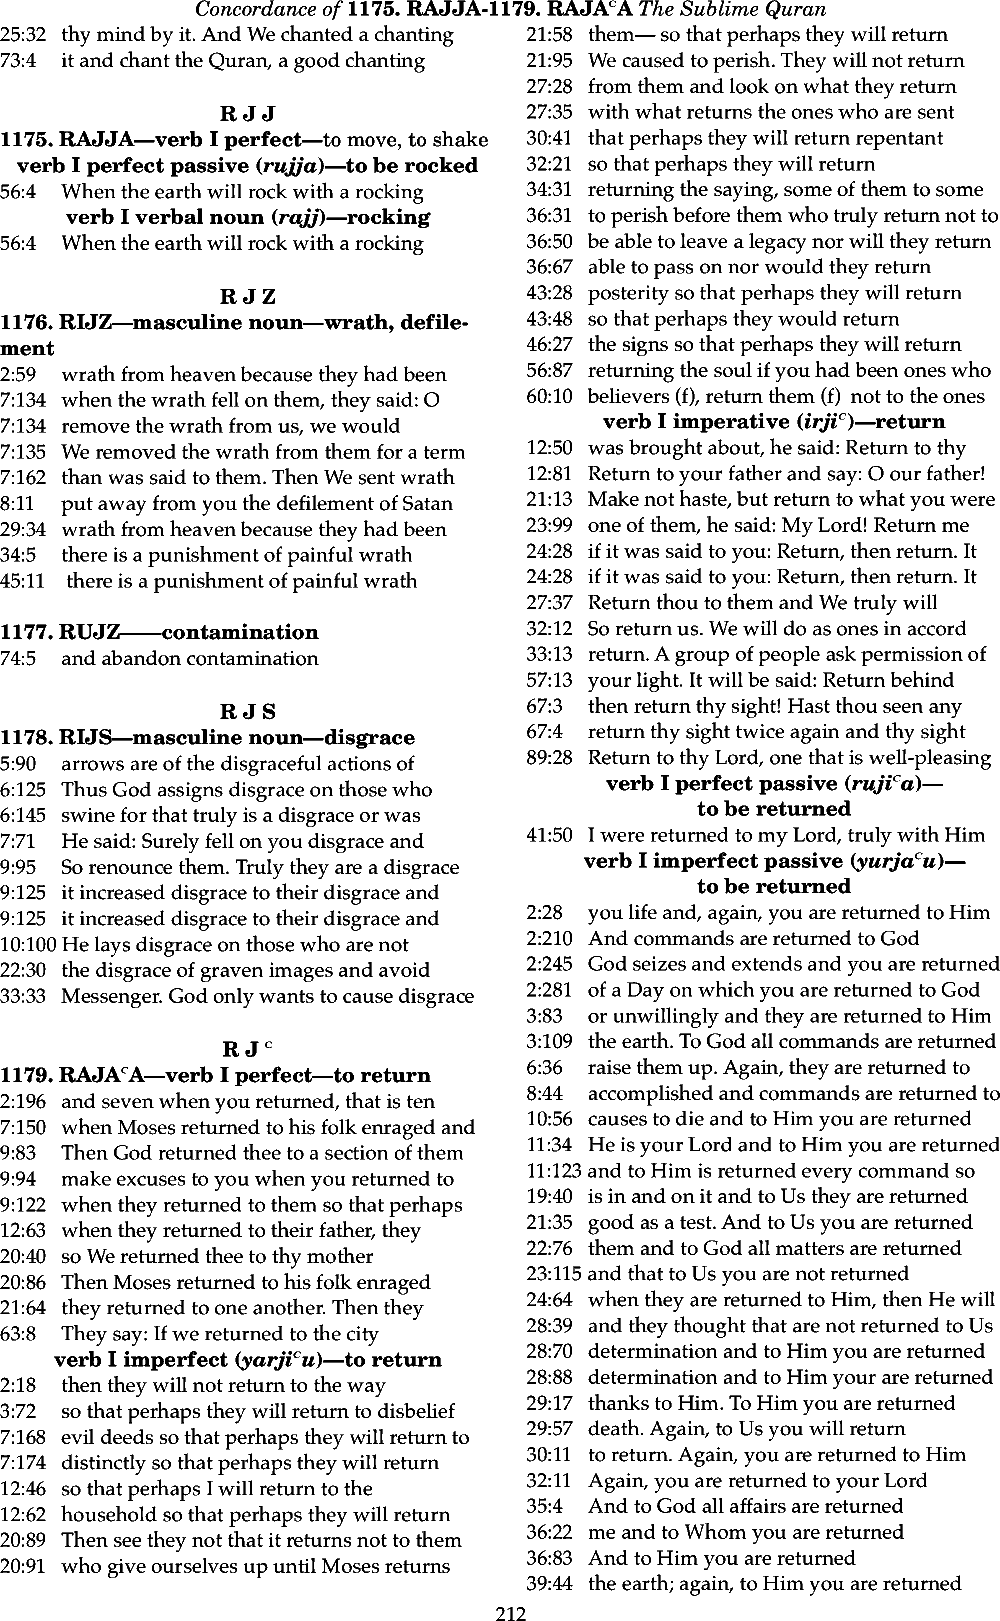 Concordance of 1175. RAJJA-1179. RAJAᶜA The Sublime Quran
25:32 thy mind by it. And We chanted a chanting
73:4 it and chant the Quran, a good chanting
R J J
1175. RAJJA—verb I perfect—to move, to shake
verb I perfect passive (rujja)—to be rocked
56:4 When the earth will rock with a rocking
verb I verbal noun (rajj)—rocking
56:4 When the earth will rock with a rocking
R J Z
1176. RIJZ—masculine noun—wrath, defile-
ment
2:59 wrath from heaven because they had been
7:134 when the wrath fell on them, they said: O
7:134 remove the wrath from us, we would
7:135 We removed the wrath from them for a term
7:162 than was said to them. Then We sent wrath
8:11 put away from you the defilement of Satan
29:34 wrath from heaven because they had been
34:5 there is a punishment of painful wrath
45:11 there is a punishment of painful wrath
1177. RUJZ——contamination
74:5 and abandon contamination
R J S
1178. RIJS—masculine noun—disgrace
5:90 arrows are of the disgraceful actions of
6:125 Thus God assigns disgrace on those who
6:145 swine for that truly is a disgrace or was
7:71 He said: Surely fell on you disgrace and
9:95 So renounce them. Truly they are a disgrace
9:125 it increased disgrace to their disgrace and
9:125 it increased disgrace to their disgrace and
10:100 He lays disgrace on those who are not
22:30 the disgrace of graven images and avoid
33:33 Messenger. God only wants to cause disgrace
R J ᶜ
1179. RAJAᶜA—verb I perfect—to return
2:196 and seven when you returned, that is ten
7:150 when Moses returned to his folk enraged and
9:83 Then God returned thee to a section of them
9:94 make excuses to you when you returned to
9:122 when they returned to them so that perhaps
12:63 when they returned to their father, they
20:40 so We returned thee to thy mother
20:86 Then Moses returned to his folk enraged
21:64 they returned to one another. Then they
63:8 They say: If we returned to the city
verb I imperfect (yarjiᶜu)—to return
2:18 then they will not return to the way
3:72 so that perhaps they will return to disbelief
7:168 evil deeds so that perhaps they will return to
7:174 distinctly so that perhaps they will return
12:46 so that perhaps I will return to the
12:62 household so that perhaps they will return
20:89 Then see they not that it returns not to them
20:91 who give ourselves up until Moses returns
21:58 them— so that perhaps they will return
21:95 We caused to perish. They will not return
27:28 from them and look on what they return
27:35 with what returns the ones who are sent
30:41 that perhaps they will return repentant
32:21 so that perhaps they will return
34:31 returning the saying, some of them to some
36:31 to perish before them who truly return not to
36:50 be able to leave a legacy nor will they return
36:67 able to pass on nor would they return
43:28 posterity so that perhaps they will return
43:48 so that perhaps they would return
46:27 the signs so that perhaps they will return
56:87 returning the soul if you had been ones who
60:10 believers (f), return them (f) not to the ones
verb I imperative (irjiᶜ)—return
12:50 was brought about, he said: Return to thy
12:81 Return to your father and say: O our father!
21:13 Make not haste, but return to what you were
23:99 one of them, he said: My Lord! Return me
24:28 if it was said to you: Return, then return. It
24:28 if it was said to you: Return, then return. It
27:37 Return thou to them and We truly will
32:12 So return us. We will do as ones in accord
33:13 return. A group of people ask permission of
57:13 your light. It will be said: Return behind
67:3 then return thy sight! Hast thou seen any
67:4 return thy sight twice again and thy sight
89:28 Return to thy Lord, one that is well-pleasing
verb I perfect passive (rujiᶜa)—
to be returned
41:50 I were returned to my Lord, truly with Him
verb I imperfect passive (yurjaᶜu)—
to be returned
2:28 you life and, again, you are returned to Him
2:210 And commands are returned to God
2:245 God seizes and extends and you are returned
2:281 of a Day on which you are returned to God
3:83 or unwillingly and they are returned to Him
3:109 the earth. To God all commands are returned
6:36 raise them up. Again, they are returned to
8:44 accomplished and commands are returned to
10:56 causes to die and to Him you are returned
11:34 He is your Lord and to Him you are returned
11:123 and to Him is returned every command so
19:40 is in and on it and to Us they are returned
21:35 good as a test. And to Us you are returned
22:76 them and to God all matters are returned
23:115 and that to Us you are not returned
24:64 when they are returned to Him, then He will
28:39 and they thought that are not returned to Us
28:70 determination and to Him you are returned
28:88 determination and to Him your are returned
29:17 thanks to Him. To Him you are returned
29:57 death. Again, to Us you will return
30:11 to return. Again, you are returned to Him
32:11 Again, you are returned to your Lord
35:4 And to God all affairs are returned
36:22 me and to Whom you are returned
36:83 And to Him you are returned
39:44 the earth; again, to Him you are returned
212